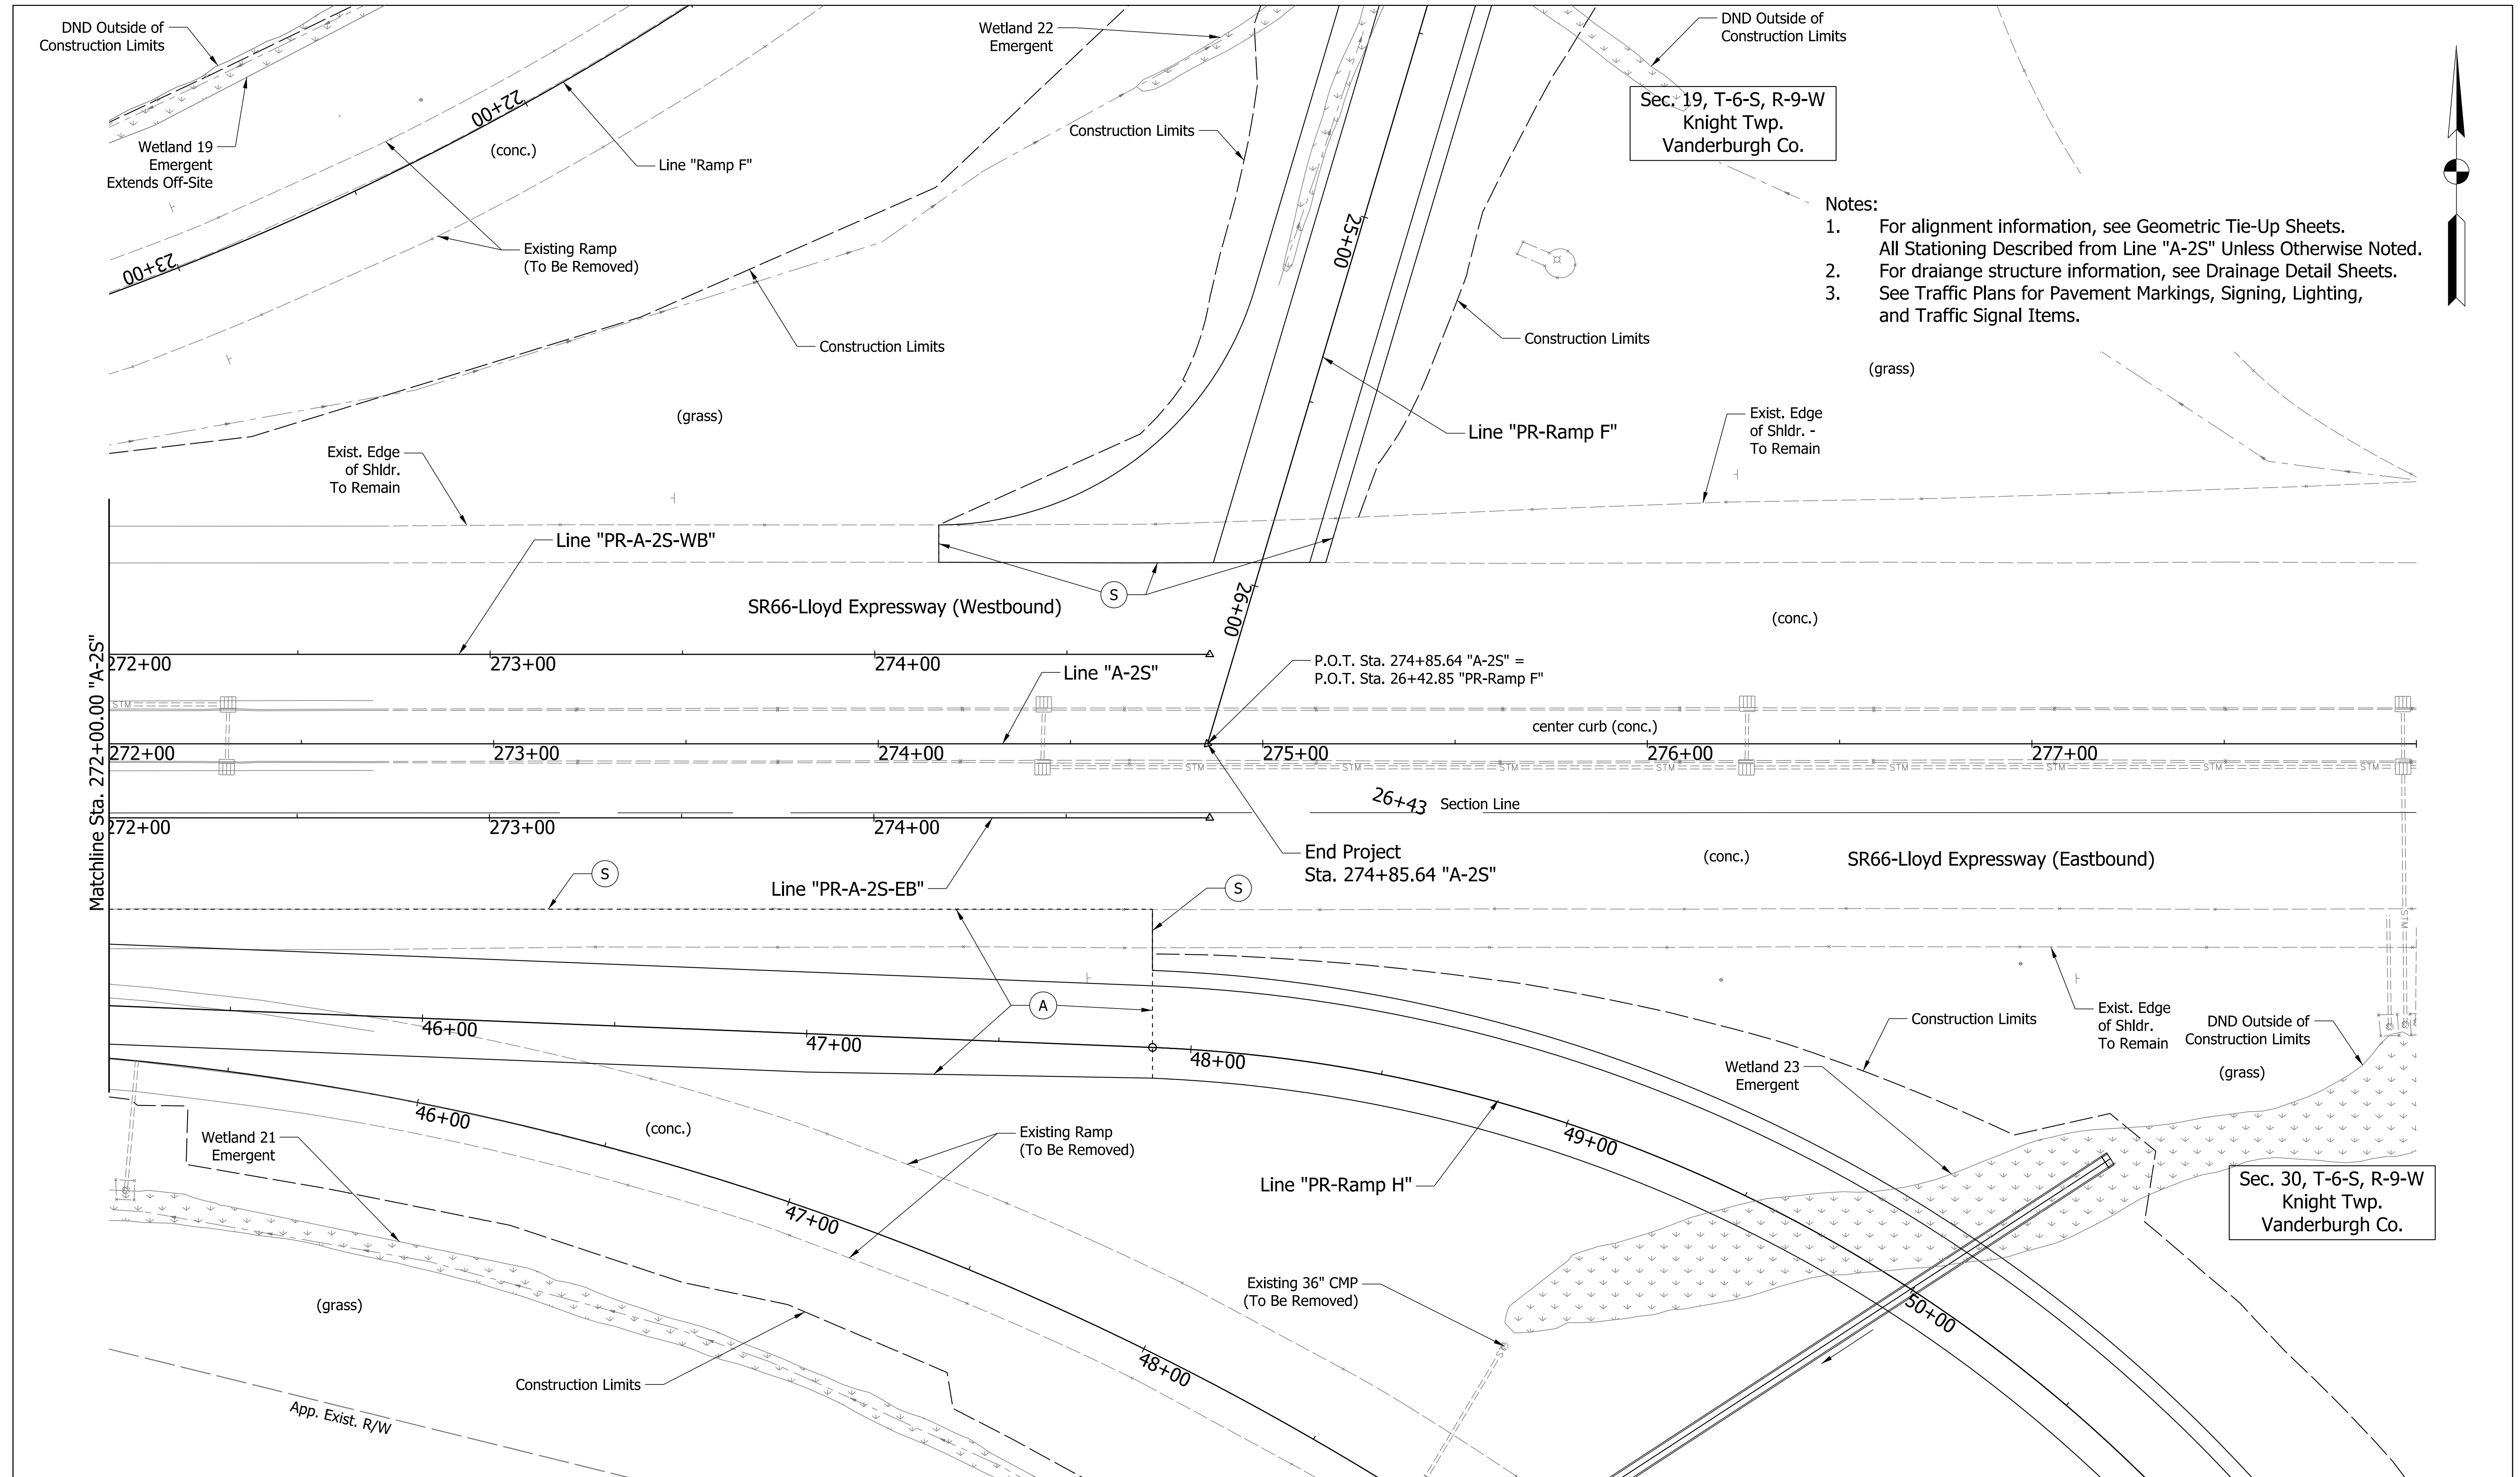 DND Outside of
Construction Limits
Wetland 19
Emergent
Extends Off-Site
22+00
23+00
(conc.)
Line "Ramp F"
Existing Ramp
(To Be Removed)
Wetland 22
Emergent
Construction Limits
Construction Limits
25+00
DND Outside of
Construction Limits
Sec. 19, T-6-S, R-9-W
Knight Twp.
Vanderburgh Co.
Notes:
1. For alignment information, see Geometric Tie-Up Sheets.
All Stationing Described from Line "A-2S" Unless Otherwise Noted.
2. For draiange structure information, see Drainage Detail Sheets.
3. See Traffic Plans for Pavement Markings, Signing, Lighting,
and Traffic Signal Items.
Construction Limits
(grass)
(grass)
Exist. Edge
of Shldr.
To Remain
Line "PR-Ramp F"
Exist. Edge
of Shldr. -
To Remain
Line "PR-A-2S-WB"
S
SR66-Lloyd Expressway (Westbound)
26+00
(conc.)
Matchline Sta. 272+00.00 "A-2S"
272+00
273+00
274+00
Line "A-2S"
P.O.T. Sta. 274+85.64 "A-2S" =
P.O.T. Sta. 26+42.85 "PR-Ramp F"
STM
center curb (conc.)
272+00
273+00
274+00
275+00
276+00
277+00
STM
STM
STM
STM
STM
STM
STM
STM
26+43
Section Line
272+00
273+00
274+00
End Project
Sta. 274+85.64 "A-2S"
(conc.)
SR66-Lloyd Expressway (Eastbound)
S
Line "PR-A-2S-EB"
S
STM
A
46+00
47+00
48+00
Construction Limits
Exist. Edge
of Shldr.
To Remain
DND Outside of
Construction Limits
(grass)
Wetland 23
Emergent
46+00
Wetland 21
Emergent
(conc.)
Existing Ramp
(To Be Removed)
49+00
Line "PR-Ramp H"
Sec. 30, T-6-S, R-9-W
Knight Twp.
Vanderburgh Co.
47+00
Existing 36" CMP
(To Be Removed)
50+00
(grass)
48+00
Construction Limits
App. Exist. R/W